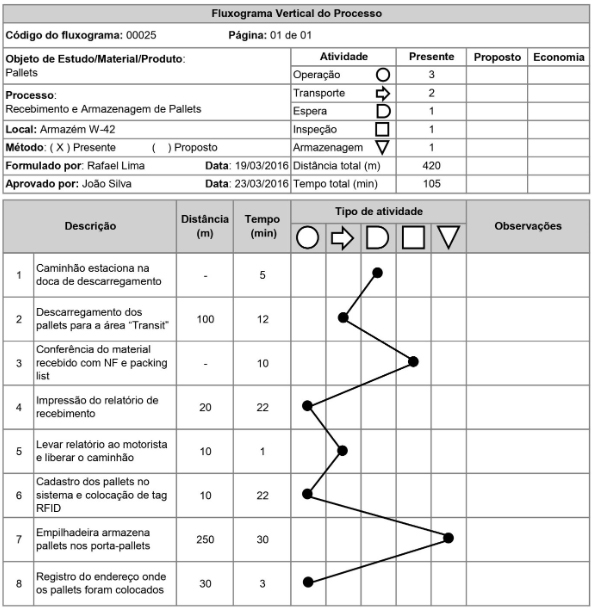 Fluxograma Vertical do Processo
Código do fluxograma: 00025 Página: 01 de 01
Objeto de Estudo/Material/Produto:
Pallets
Processo:
Recebimento e Armazenagem de Pallets
Local: Armazém W-42
Método: ( X ) Presente ( ) Proposto
Formulado por: Rafael Lima Data: 19/03/2016
Aprovado por: João Silva Data: 23/03/2016
Atividade Presente Proposto Economia
Operação 3
Transporte 2
Espera 1
Inspeção 1
Armazenagem 1
Distância total (m) 420
Tempo total (min) 105
Descrição
Distância
(m)
Tempo
(min)
Tipo de atividade
Observações
1 Caminhão estaciona na
doca de descarregamento - 5
2 Descarregamento dos
pallets para a área “Transit” 100 12
3 Conferência do material
recebido com NF e packing
list - 10
4 Impressão do relatório de
recebimento 20 22
5 Levar relatório ao motorista
e liberar o caminhão 10 1
6 Cadastro dos pallets no
sistema e colocação de tag
RFID 10 22
7 Empilhadeira armazena
pallets nos porta-pallets 250 30
8 Registro do endereço onde
os pallets foram colocados 30 3